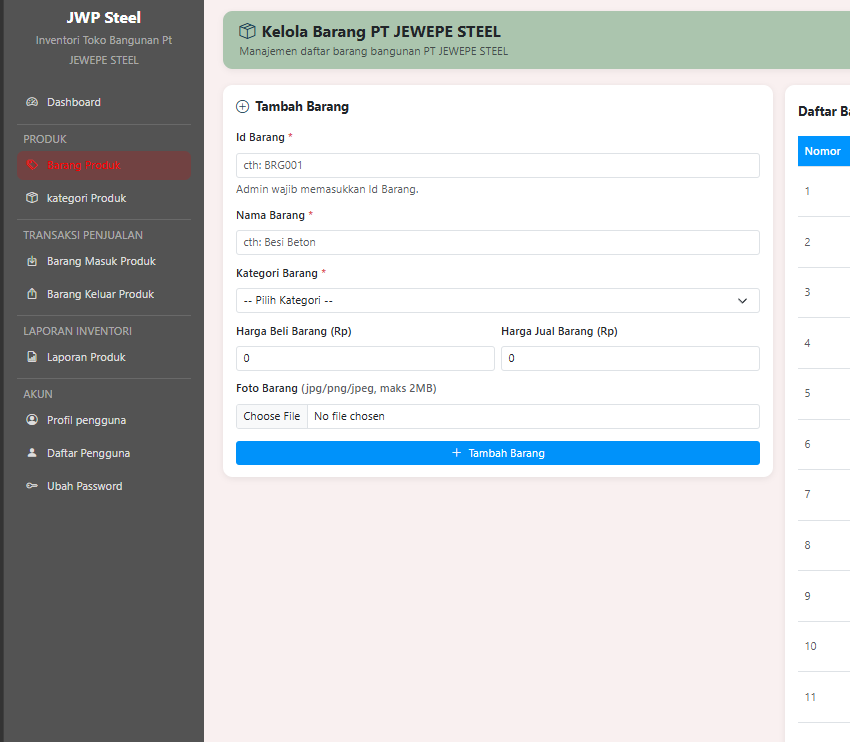 JWP Steel
Inventori Toko Bangunan Pt
JEWEPE STEEL
Dashboard
PRODUK
Barang Produk
kategori Produk
TRANSAKSI PENJUALAN
Barang Masuk Produk
Barang Keluar Produk
LAPORAN INVENTORI
Laporan Produk
AKUN
Profil pengguna
Daftar Pengguna
Ubah Password
Kelola Barang PT JEWEPE STEEL
Manajemen daftar barang bangunan PT JEWEPE STEEL
Tambah Barang
Id Barang *
cth: BRG001
Admin wajib memasukkan Id Barang.
Nama Barang *
cth: Besi Beton
Kategori Barang *
-- Pilih Kategori --
Harga Beli Barang (Rp) Harga Jual Barang (Rp)
0 0
Foto Barang (jpg/png/jpeg, maks 2MB)
Choose File No file chosen
+ Tambah Barang
Daftar Ba
Nomor
1
2
3
4
5
6
7
8
9
10
11